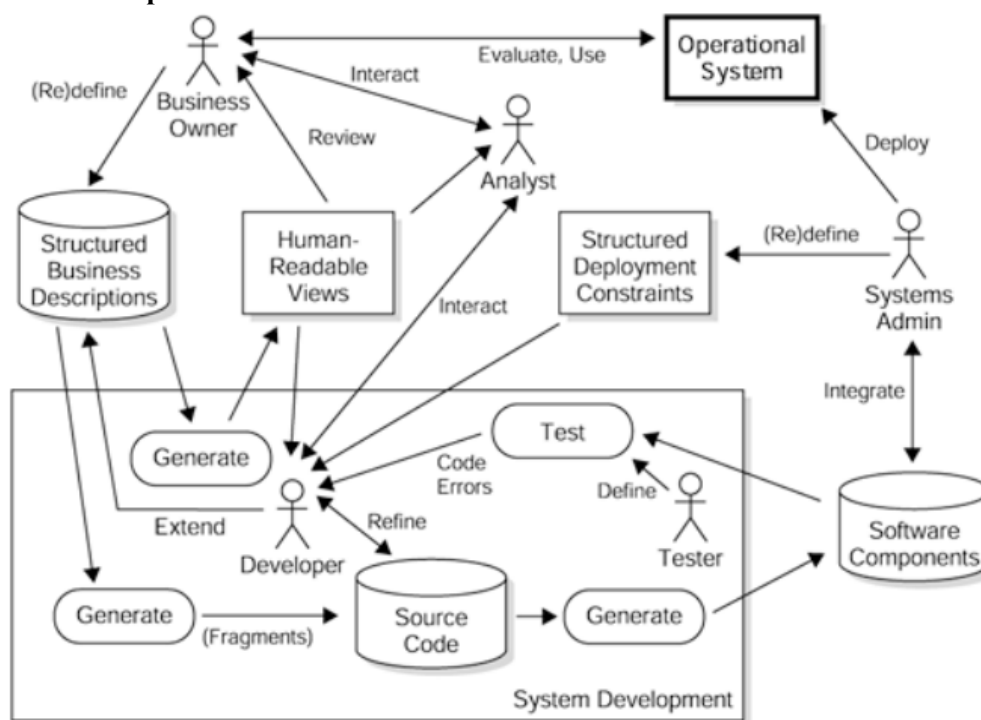 Operational
System
Evaluate, Use
Interact
(Re)define
Business
Owner
Review
Analyst
Deploy
Structured
Business
Descriptions
Human-
Readable
Views
Structured
Deployment
Constraints
(Re)define
Systems
Admin
Interact
Integrate
Generate
Test
Code
Errors
Define
Extend
Developer
Refine
Tester
Software
Components
Generate
(Fragments)
Source
Code
Generate
System Development